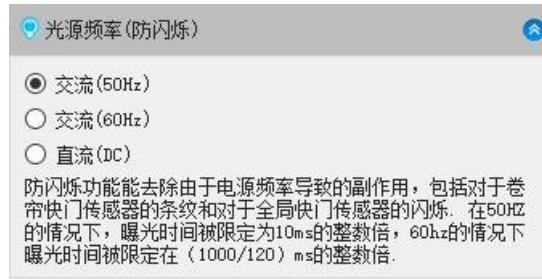 光源频率(防闪烁)
交流(50Hz)
交流(60Hz)
直流(DC)
防闪烁功能能去除由于电源频率导致的副作用，包括对于卷
帘快门传感器的条纹和对于全局快门传感器的闪烁. 在50HZ
的情况下，曝光时间被限定为10ms的整数倍，60hz的情况下
曝光时间被限定在（1000/120）ms的整数倍.